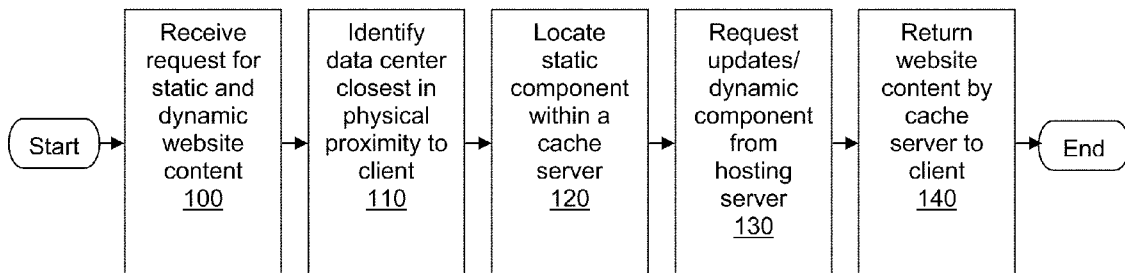 Start
Receive
request for
static and
dynamic
website
content
100
Identify
data center
closest in
physical
proximity to
client
110
Locate
static
component
within a
cache
server
120
Request
updates/
dynamic
component
from
hosting
server
130
Return
website
content by
cache
server to
client
140
End